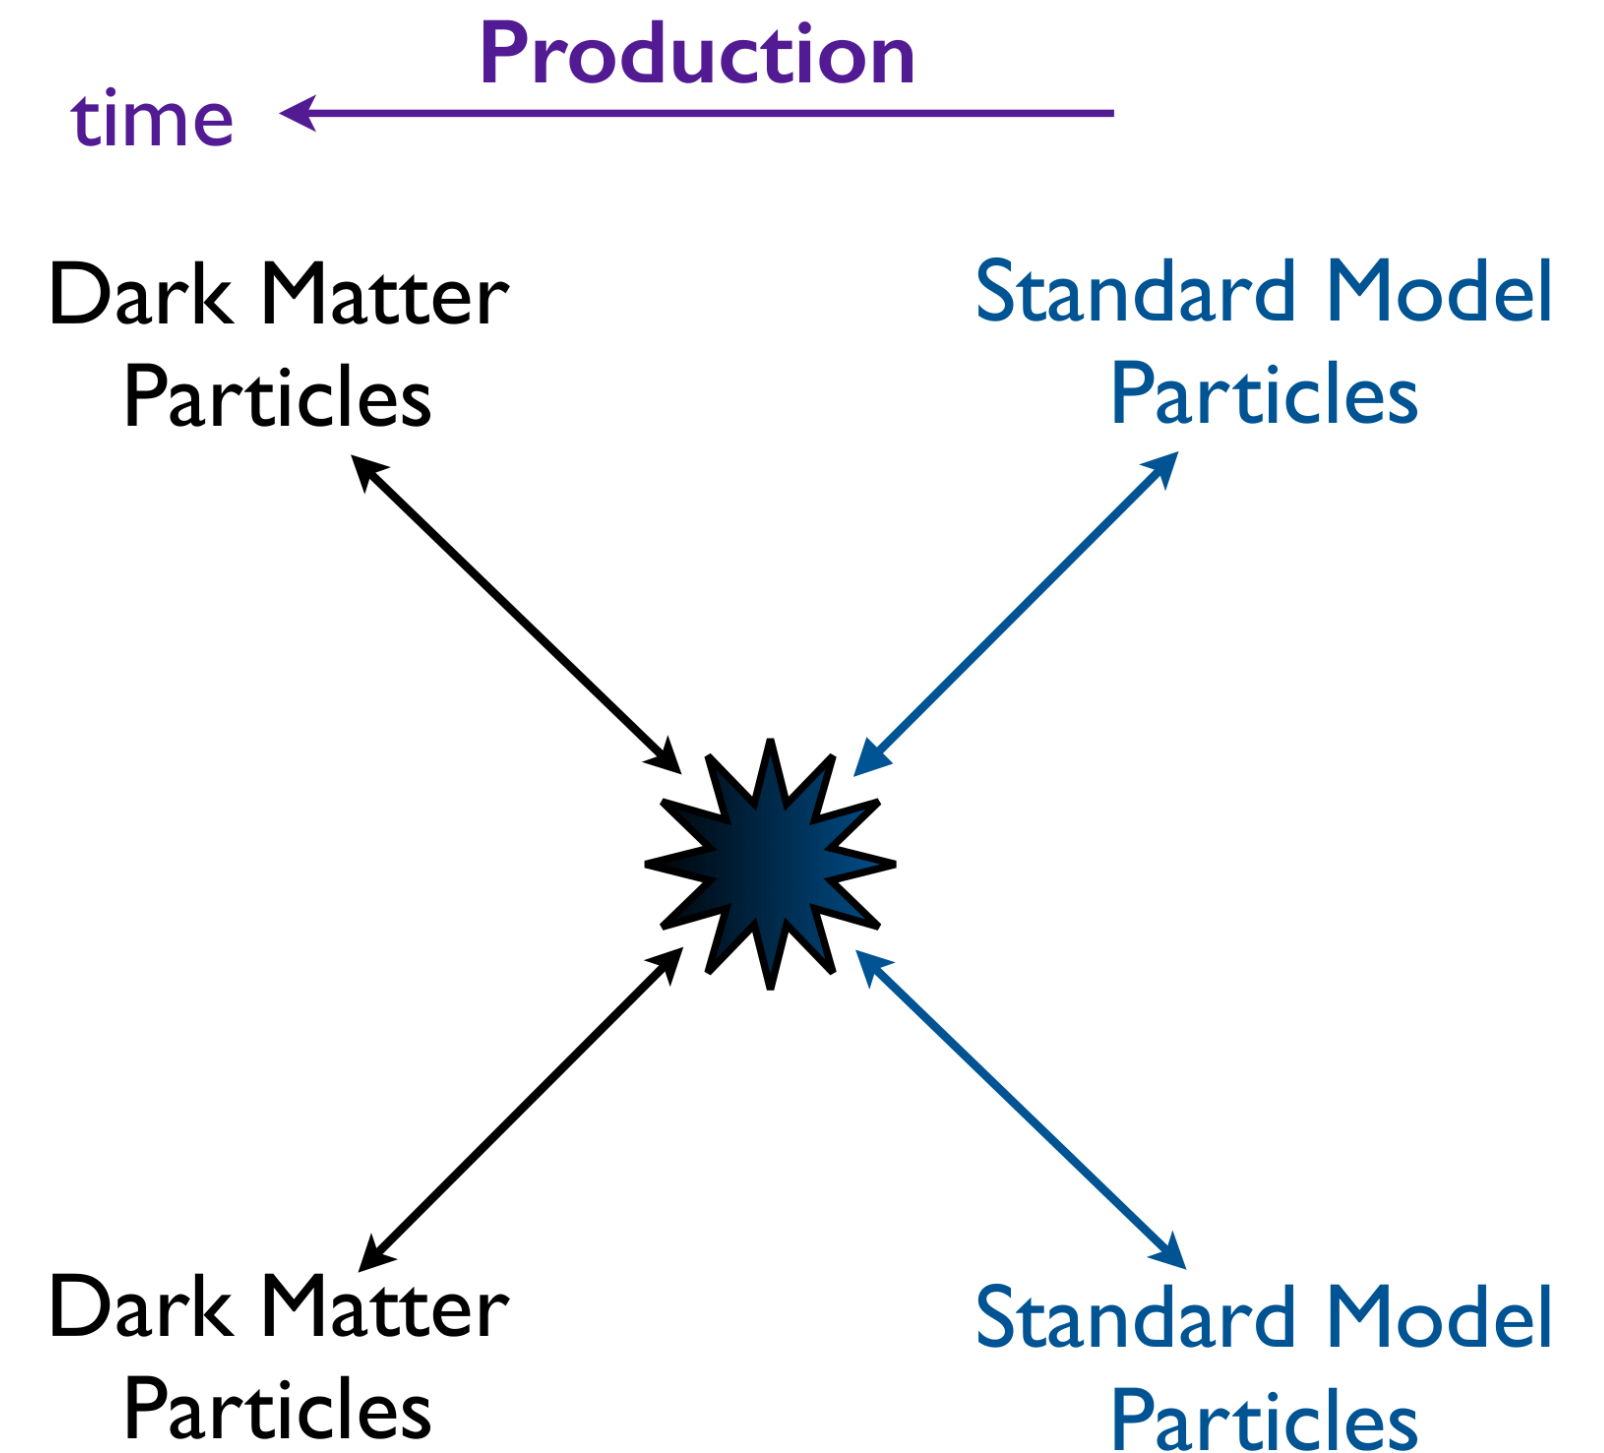 Production
time
Dark Matter
Particles
Standard Model
Particles
Dark Matter
Particles
Standard Model
Particles